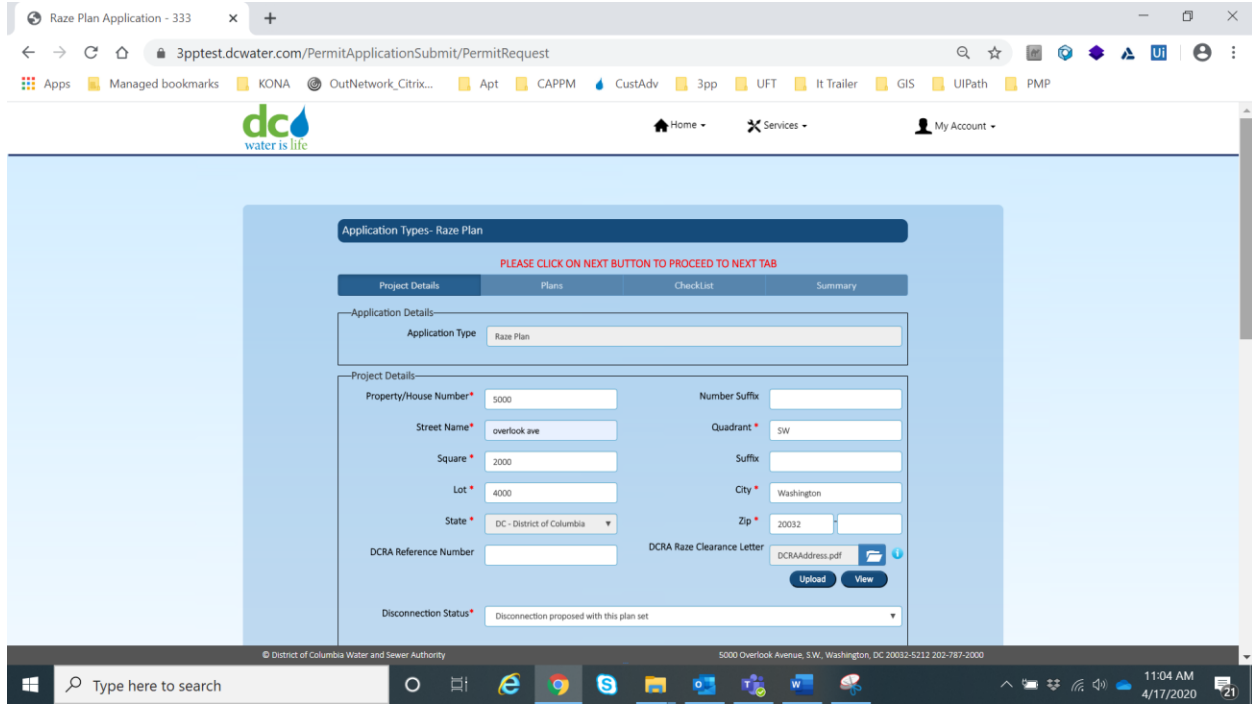 Raze Plan Application - 333
3pptest.dcwater.com/PermitApplicationSubmit/PermitRequest
Ui
Apps Managed bookmarks KONA OutNetwork_Citrix... Apt CAPPM CustAdv 3pp UFT It Trailer GIS UIPath PMP
dc
water is life
Home Services My Account
Application Types- Raze Plan
PLEASE CLICK ON NEXT BUTTON TO PROCEED TO NEXT TAB
Project Details Plans CheckList Summary
Application Details
Application Type Raze Plan
Project Details
Property/House Number* 5000 Number Suffix
Street Name* overlook ave Quadrant * SW
Square * 2000 Suffix
Lot * 4000 City * Washington
State * DC - District of Columbia Zip * 20032 -
DCRA Reference Number DCRA Raze Clearance Letter DCRAAddress.pdf
Upload View
Disconnection Status* Disconnection proposed with this plan set
© District of Columbia Water and Sewer Authority 5000 Overlook Avenue, S.W., Washington, DC 20032-5212 202-787-2000
Type here to search
11:04 AM
4/17/2020
21